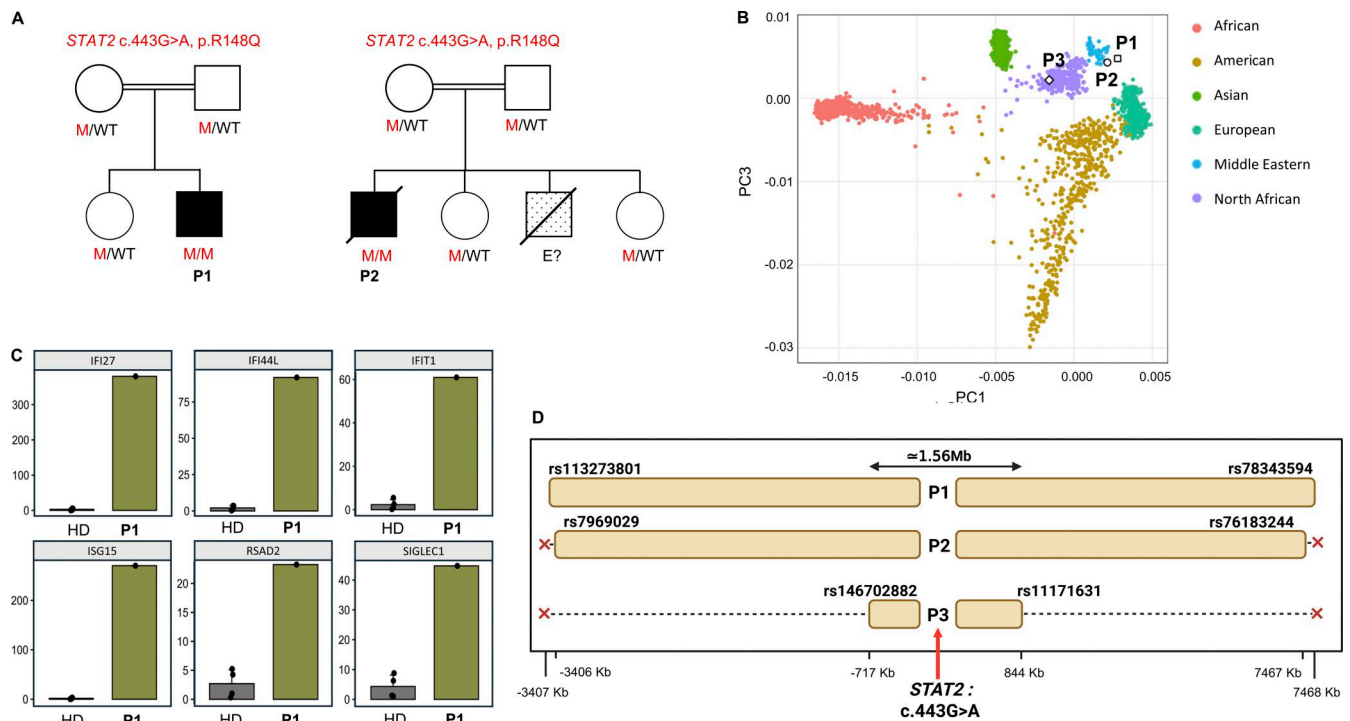 A
STAT2 c.443G>A, p.R148Q
STAT2 c.443G>A, p.R148Q
M/WT
M/WT
M/WT
M/WT
M/WT
M/M
P1
M/M
P2
M/WT
E?
M/WT
B
0.01
0.00
-0.01
-0.02
-0.03
PC3
-0.015
-0.010
-0.005
0.000
0.005
PC1
P1
P2
P3
African
American
Asian
European
Middle Eastern
North African
C
IFI27
300
200
100
0
HD
P1
IFI44L
75
50
25
0
HD
P1
IFIT1
60
40
20
0
HD
P1
ISG15
200
100
0
HD
P1
RSAD2
20
15
10
5
0
HD
P1
SIGLEC1
40
30
20
10
0
HD
P1
D
≃1.56Mb
rs113273801
rs78343594
P1
rs7969029
rs76183244
P2
rs146702882
rs11171631
P3
-3406 Kb
-717 Kb
844 Kb
7467 Kb
-3407 Kb
7468 Kb
STAT2 :
c.443G>A